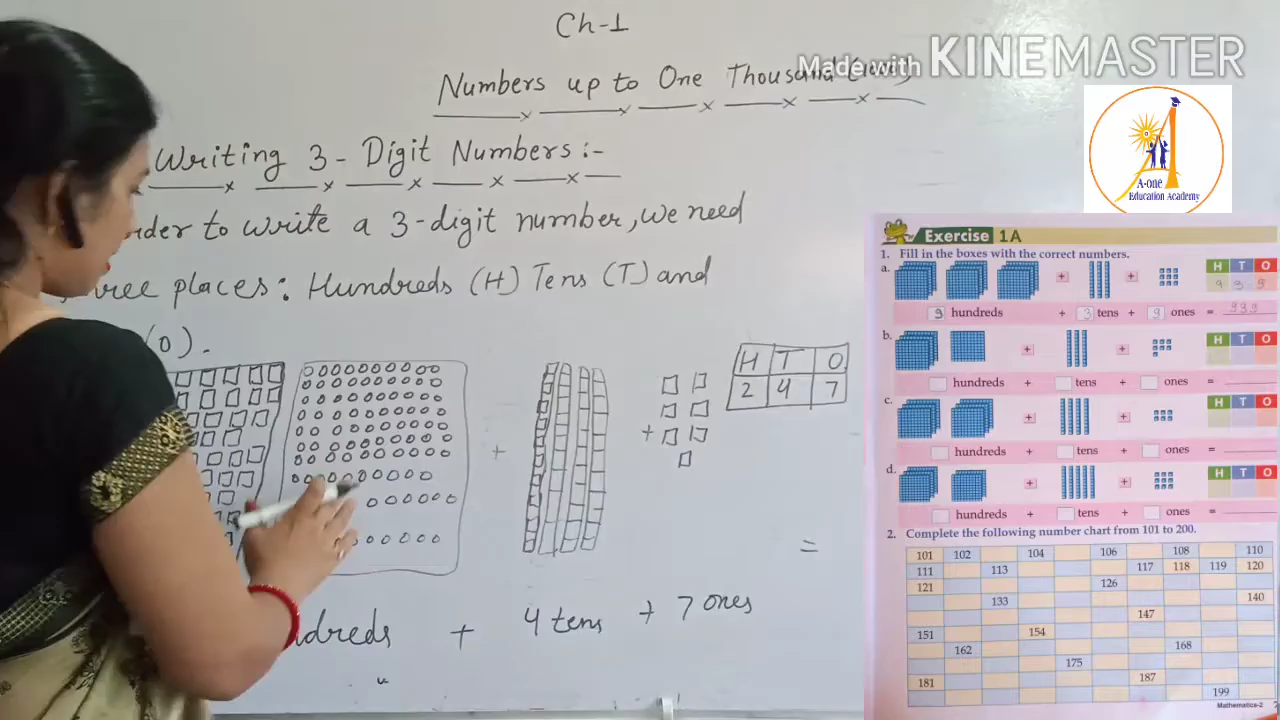 Ch-1
Made with KINEMASTER
Numbers up to One Thousand
Writing 3-Digit Numbers:-
to write a 3-digit number, we need
places: Hundreds (H) Tens (T) and
(O).
H T O
2 4 7
+ +
=
+ 4 tens + 7 ones
A-one
Education Academy
Exercise 1A
1. Fill in the boxes with the correct numbers.
a. + + H T O
9 3 9
9 hundreds + 3 tens + 9 ones = 939
b. + + H T O
hundreds + tens + ones =
c. + + H T O
hundreds + tens + ones =
d. + + H T O
hundreds + tens + ones =
2. Complete the following number chart from 101 to 200.
101 102 104 106 108 110
111 113 117 118 119 120
121 126
133 140
147
151 154
162 168
175
181 187
199
Mathematics-2